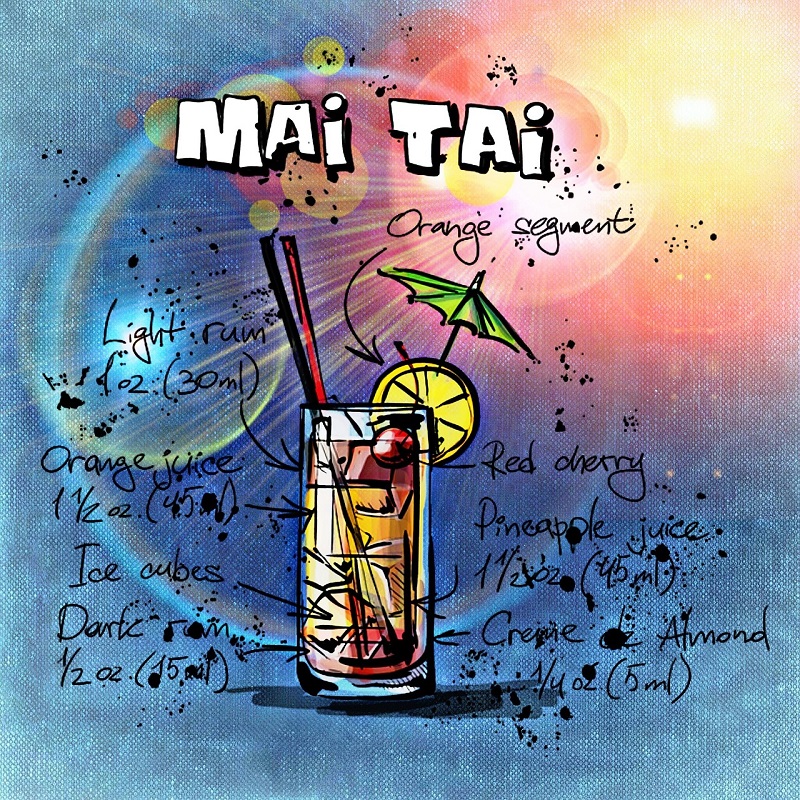 MAi TAi
Orange segment
Light rum
1 oz. (30ml)
Orange juice
1 1/2 oz. (45ml)
Ice cubes
Dark rum
1/2 oz. (15ml)
Red cherry
Pineapple juice
1 1/2 oz. (45ml)
Creme de Almond
1/4 oz (5ml)